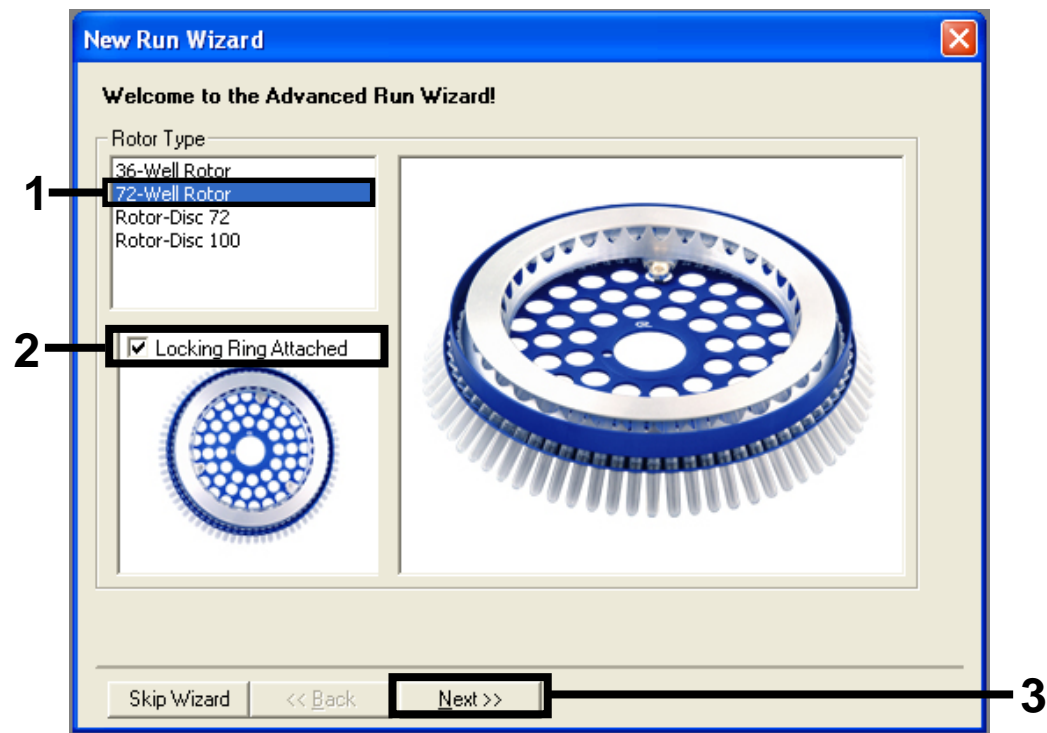 New Run Wizard
Welcome to the Advanced Run Wizard!
Rotor Type
36-Well Rotor
1
72-Well Rotor
Rotor-Disc 72
Rotor-Disc 100
2
Locking Ring Attached
Skip Wizard
<< Back
Next >>
3